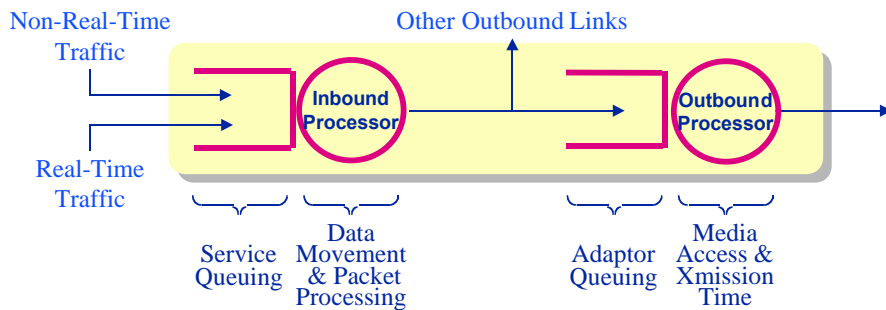 Non-Real-Time
Traffic
Other Outbound Links
Inbound
Processor
Outbound
Processor
Real-Time
Traffic
Service
Queuing
Data
Movement
& Packet
Processing
Adaptor
Queuing
Media
Access &
Xmission
Time